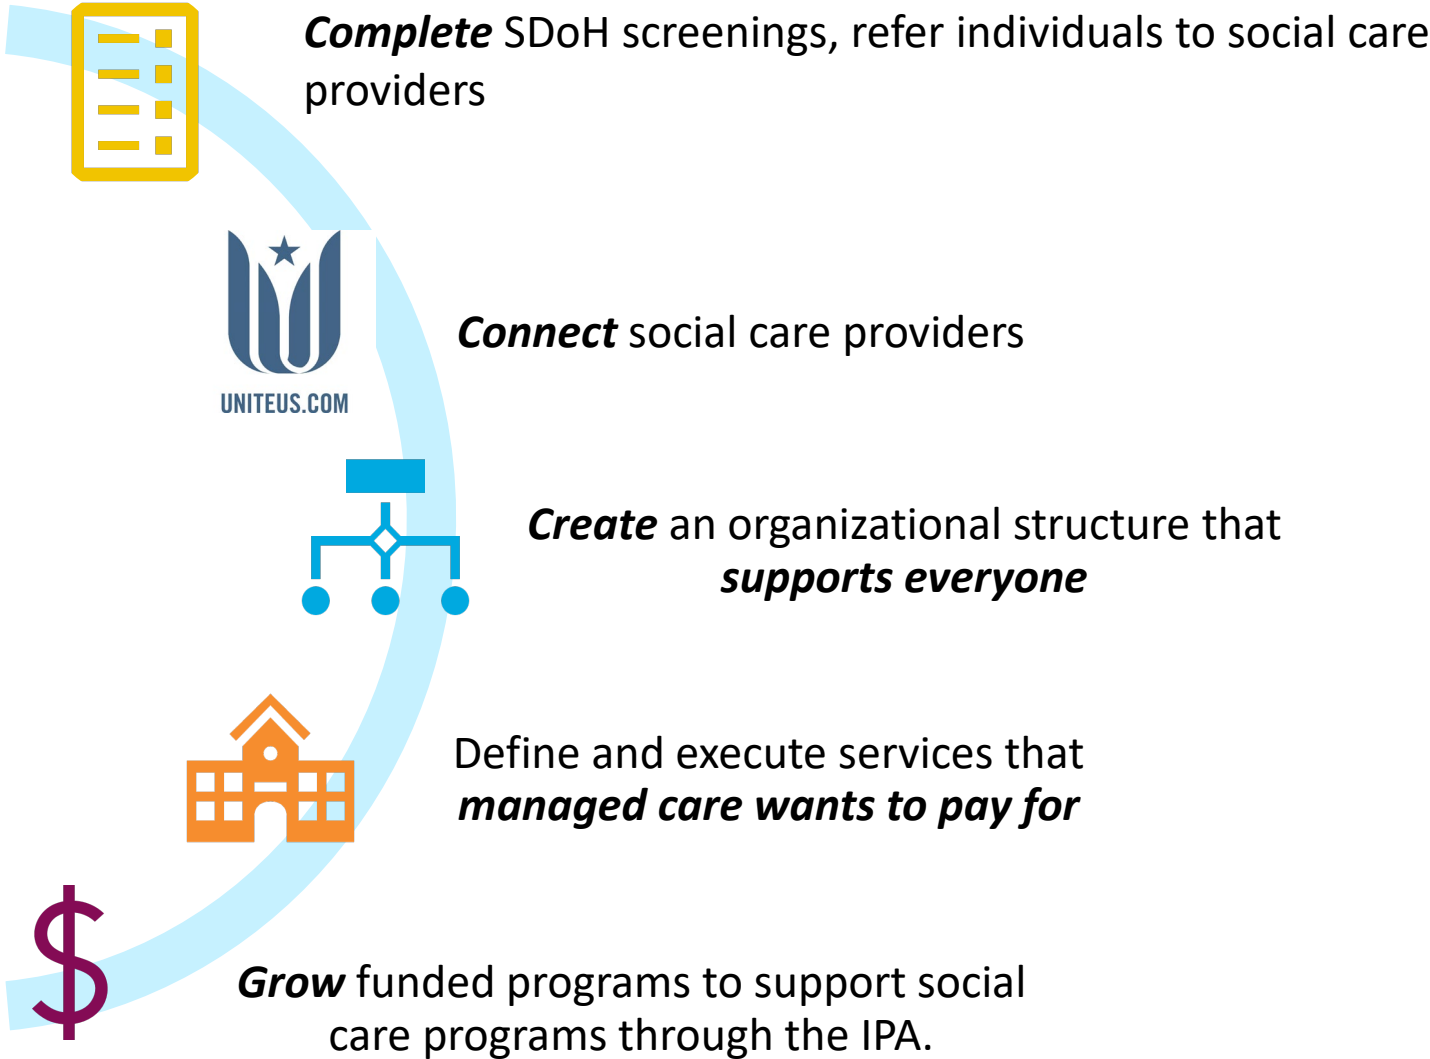 Complete SDoH screenings, refer individuals to social care
providers
UNITEUS.COM
Connect social care providers
Create an organizational structure that
supports everyone
Define and execute services that
managed care wants to pay for
Grow funded programs to support social
care programs through the IPA.